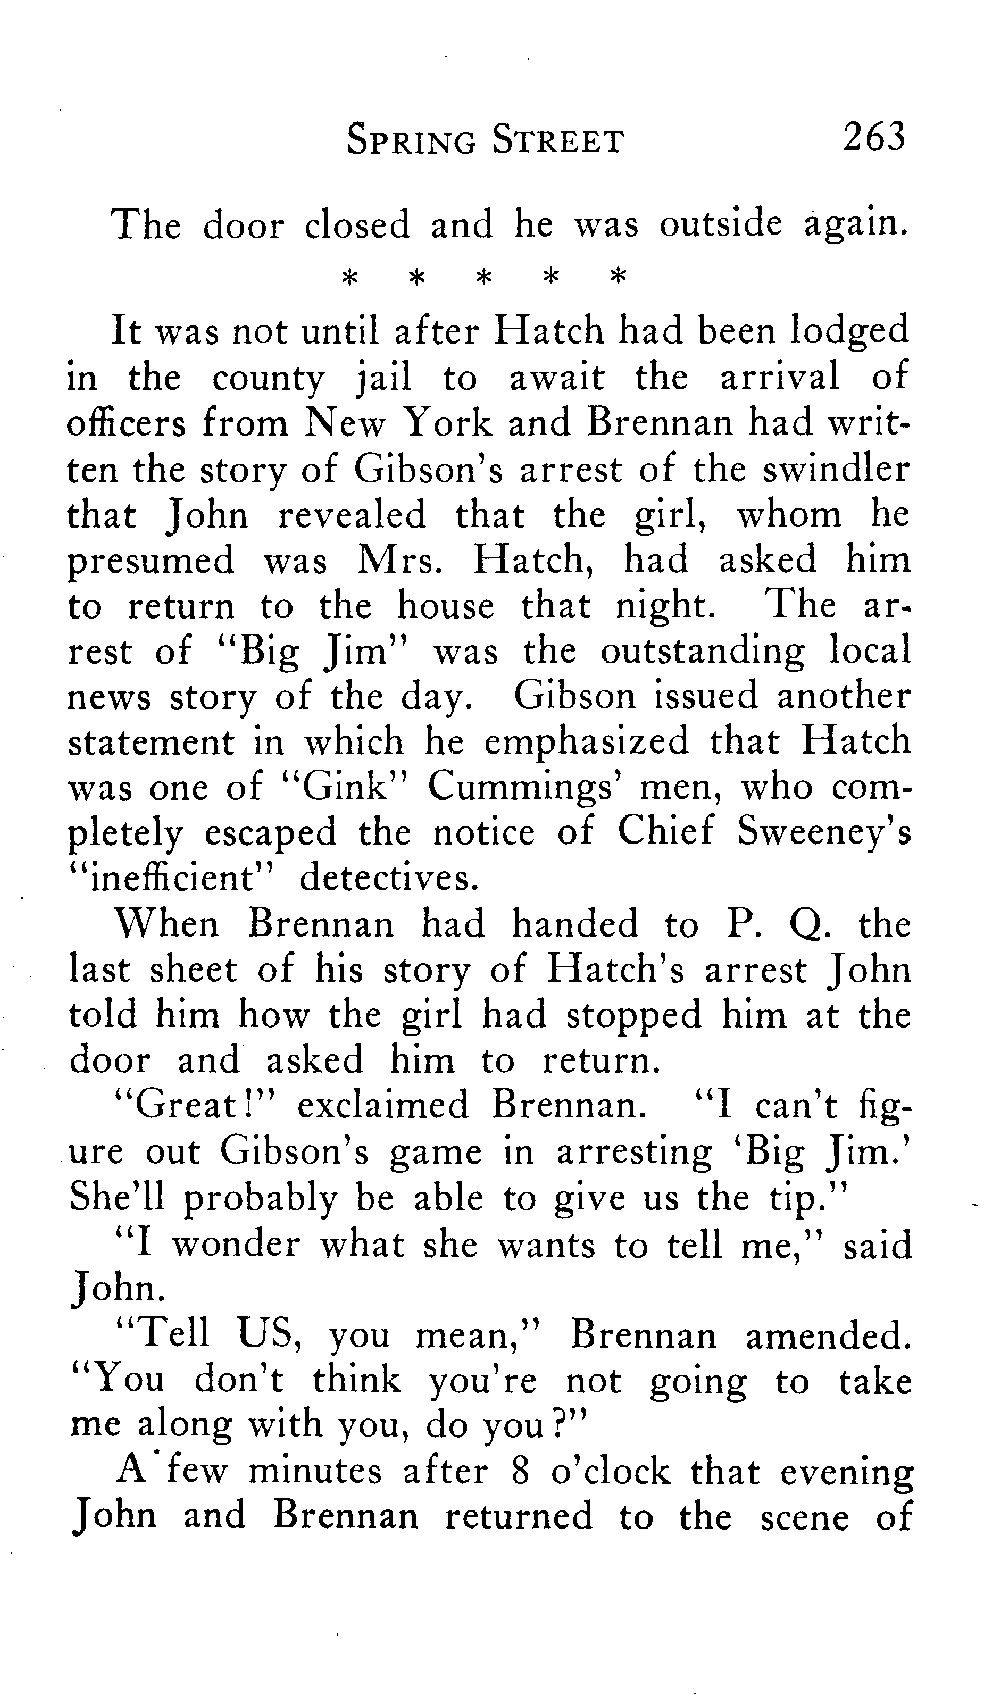 SPRING STREET 263
The door closed and he was outside again.
* * * * *
It was not until after Hatch had been lodged
in the county jail to await the arrival of
officers from New York and Brennan had writ-
ten the story of Gibson's arrest of the swindler
that John revealed that the girl, whom he
presumed was Mrs. Hatch, had asked him
to return to the house that night. The ar-
rest of "Big Jim" was the outstanding local
news story of the day. Gibson issued another
statement in which he emphasized that Hatch
was one of "Gink" Cummings' men, who com-
pletely escaped the notice of Chief Sweeney's
"inefficient" detectives.
When Brennan had handed to P. Q. the
last sheet of his story of Hatch's arrest John
told him how the girl had stopped him at the
door and asked him to return.
"Great!" exclaimed Brennan. "I can't fig-
ure out Gibson's game in arresting 'Big Jim.'
She'll probably be able to give us the tip."
"I wonder what she wants to tell me," said
John.
"Tell US, you mean," Brennan amended.
"You don't think you're not going to take
me along with you, do you?"
A few minutes after 8 o'clock that evening
John and Brennan returned to the scene of